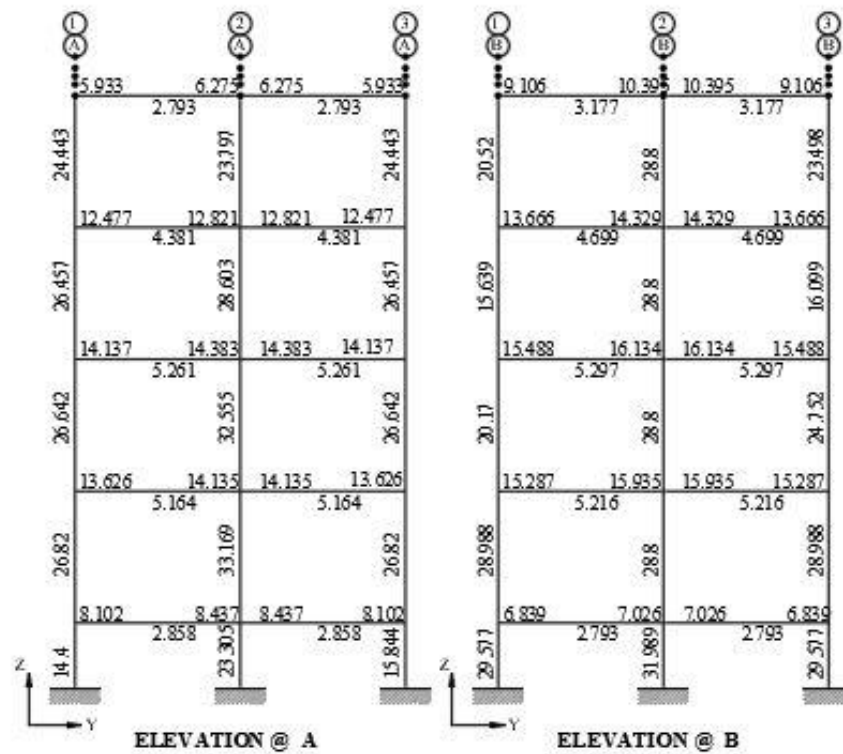 1 2 3 1 2 3
A A A B B B
5.933 6.275 6.275 5.933 9.106 10.395 10.395 9.106
2.793 2.793 3.177 3.177
24.443 23.797 24.443 20.52 28.8 23.498
12.477 12.821 12.821 12.477 13.666 14.329 14.329 13.666
4.381 4.381 4.699 4.699
26.457 28.603 26.457 15.639 28.8 16.099
14.137 14.383 14.383 14.137 15.488 16.134 16.134 15.488
5.261 5.261 5.297 5.297
26.642 32.555 26.642 20.17 28.8 24.752
13.626 14.135 14.135 13.626 15.287 15.935 15.935 15.287
5.164 5.164 5.216 5.216
26.82 33.169 26.82 28.988 28.8 28.988
8.102 8.437 8.437 8.102 6.839 7.026 7.026 6.839
2.858 2.858 2.793 2.793
14.4 23.305 15.844 29.577 31.989 29.577
Z Z
Y Y
ELEVATION @ A ELEVATION @ B